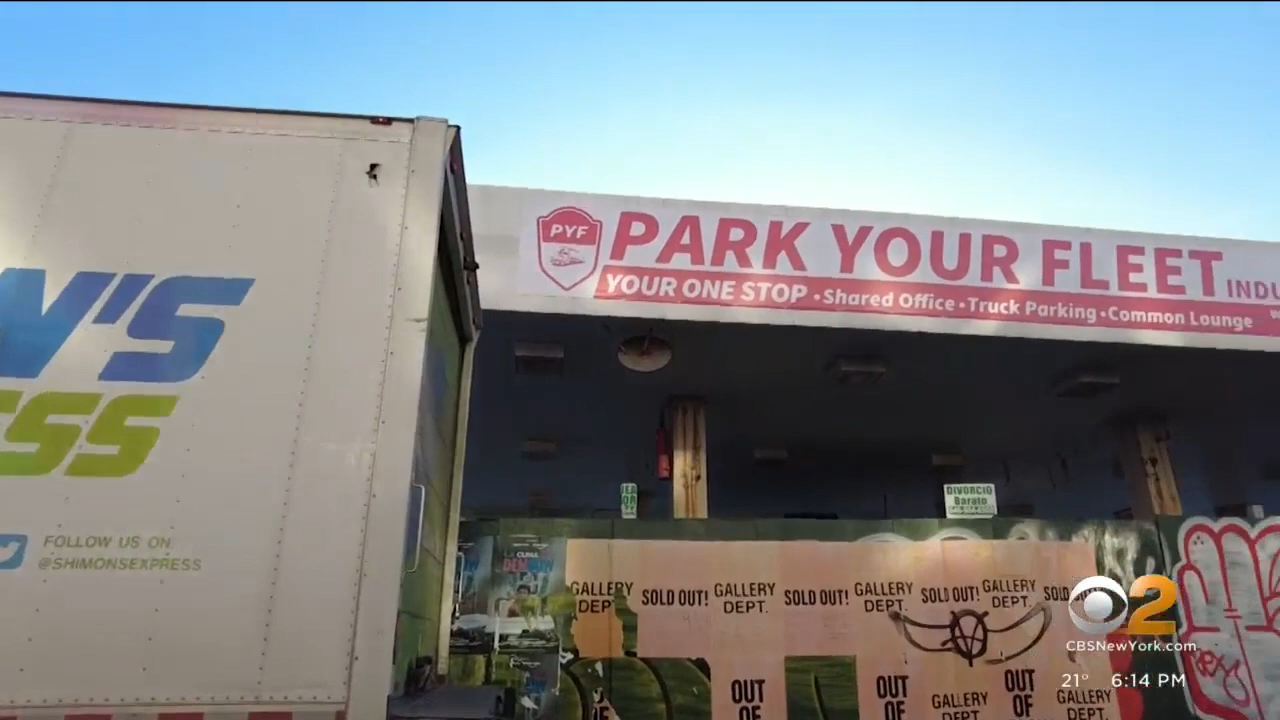 N'S
ESS
FOLLOW US ON
@SHIMONSEXPRESS
PYF
PARK YOUR FLEET
YOUR ONE STOP • Shared Office • Truck Parking • Common Lounge
DIVORCIO
Barato
GALLERY DEPT.
SOLD OUT!
GALLERY DEPT.
SOLD OUT!
GALLERY DEPT.
SOLD OUT!
GALLERY DEPT.
OUT OF
OUT OF
GALLERY DEPT.
OUT OF
GALLERY DEPT.
2
CBSNewYork.com
21° 6:14 PM